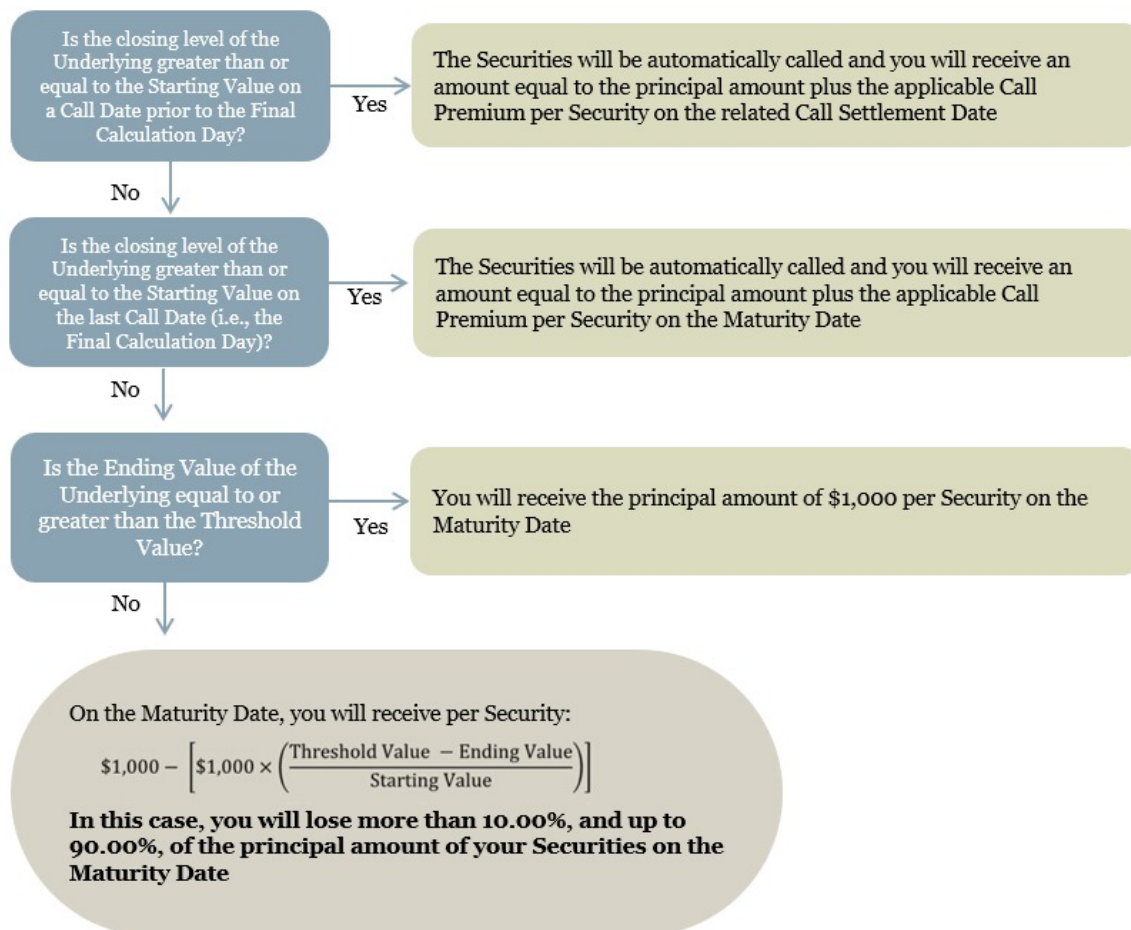 Is the closing level of the
Underlying greater than or
equal to the Starting Value on
a Call Date prior to the Final
Calculation Day?
Yes
The Securities will be automatically called and you will receive an
amount equal to the principal amount plus the applicable Call
Premium per Security on the related Call Settlement Date
No
Is the closing level of the
Underlying greater than or
equal to the Starting Value on
the last Call Date (i.e., the
Final Calculation Day)?
Yes
The Securities will be automatically called and you will receive an
amount equal to the principal amount plus the applicable Call
Premium per Security on the Maturity Date
No
Is the Ending Value of the
Underlying equal to or
greater than the Threshold
Value?
Yes
You will receive the principal amount of $1,000 per Security on the
Maturity Date
No
On the Maturity Date, you will receive per Security:
$1,000 − [$1,000 × (Threshold Value − Ending Value / Starting Value)]
In this case, you will lose more than 10.00%, and up to
90.00%, of the principal amount of your Securities on the
Maturity Date